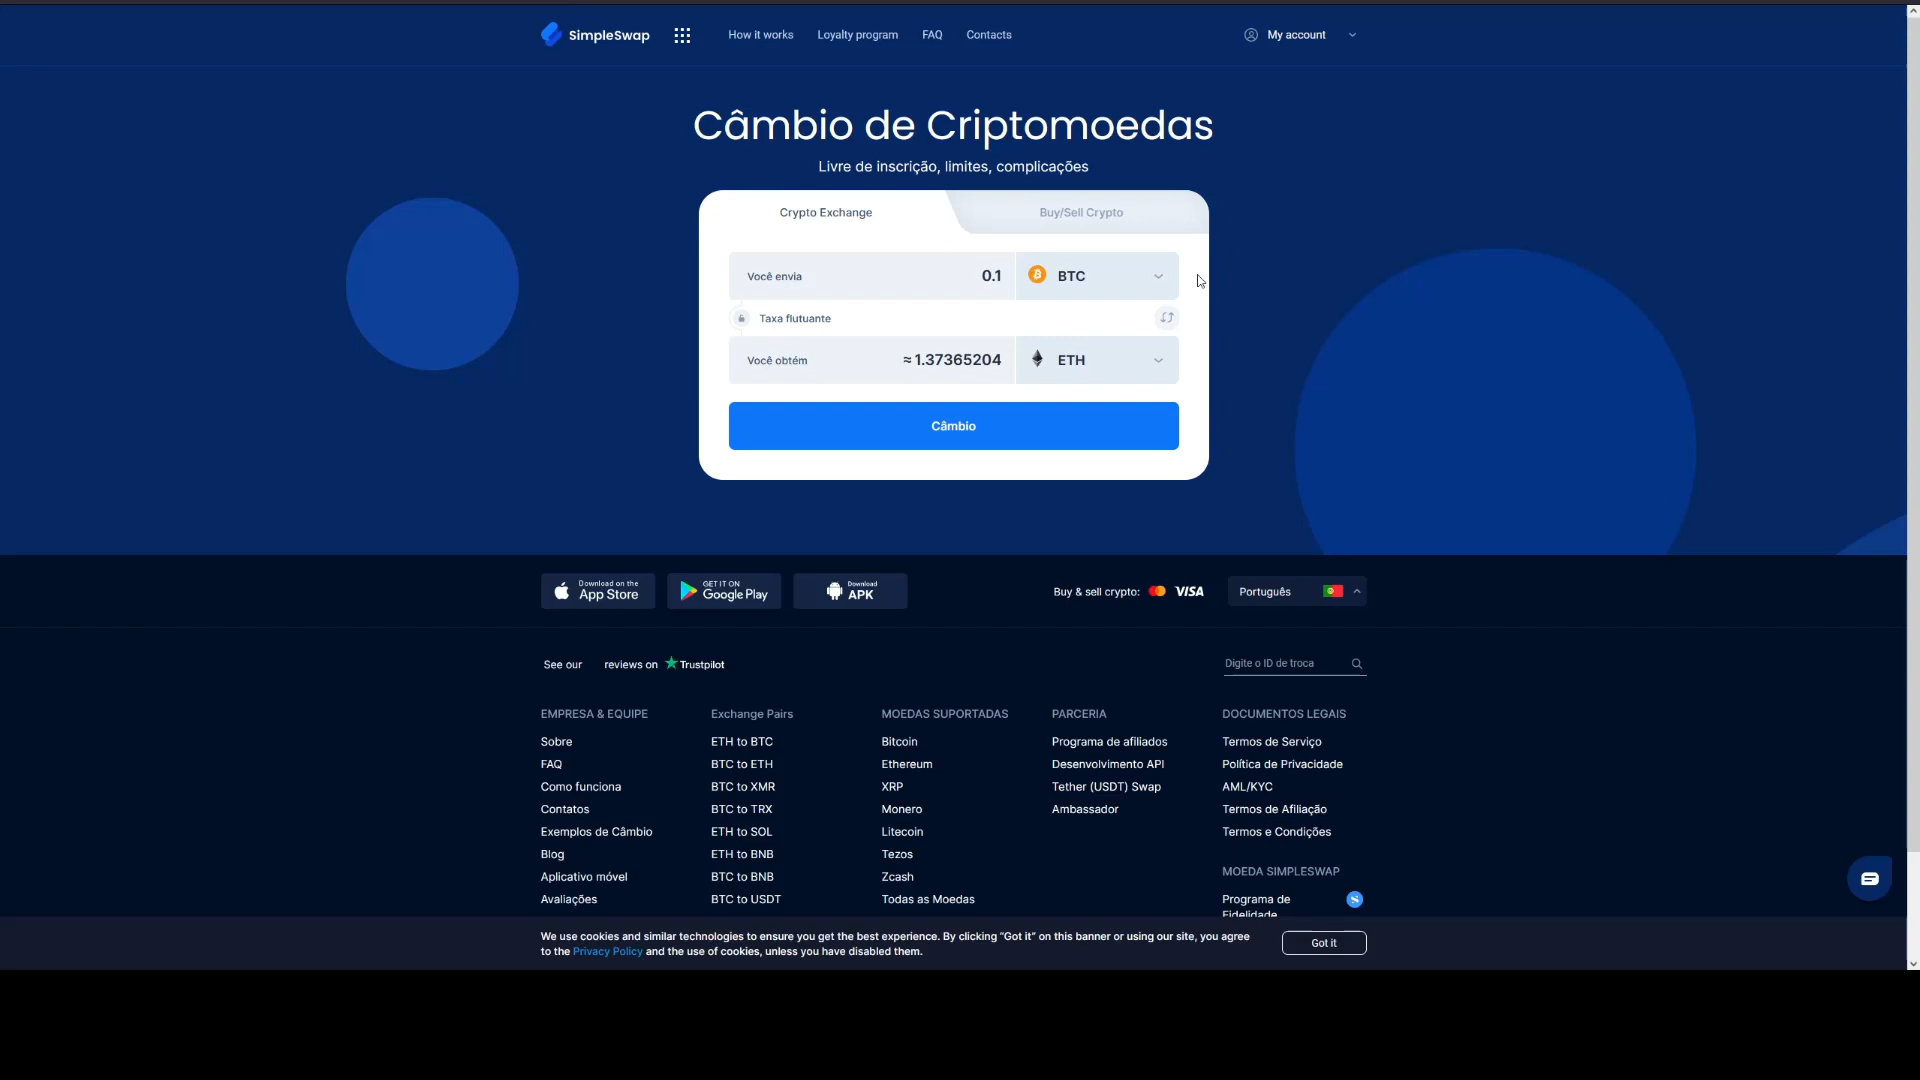 SimpleSwap
How it works
Loyalty program
FAQ
Contacts
My account
Câmbio de Criptomoedas
Livre de inscrição, limites, complicações
Crypto Exchange
Buy/Sell Crypto
Você envia
0.1
BTC
Taxa flutuante
Você obtém
≈ 1.37365204
ETH
Câmbio
Download on the
App Store
GET IT ON
Google Play
Download
APK
Buy & sell crypto:
VISA
Português
See our
reviews on
Trustpilot
Digite o ID de troca
EMPRESA & EQUIPE
Sobre
FAQ
Como funciona
Contatos
Exemplos de Câmbio
Blog
Aplicativo móvel
Avaliações
Exchange Pairs
ETH to BTC
BTC to ETH
BTC to XMR
BTC to TRX
ETH to SOL
ETH to BNB
BTC to BNB
BTC to USDT
MOEDAS SUPORTADAS
Bitcoin
Ethereum
XRP
Monero
Litecoin
Tezos
Zcash
Todas as Moedas
PARCERIA
Programa de afiliados
Desenvolvimento API
Tether (USDT) Swap
Ambassador
DOCUMENTOS LEGAIS
Termos de Serviço
Política de Privacidade
AML/KYC
Termos de Afiliação
Termos e Condições
MOEDA SIMPLESWAP
Programa de
Fidelidade
We use cookies and similar technologies to ensure you get the best experience. By clicking "Got it" on this banner or using our site, you agree
to the Privacy Policy and the use of cookies, unless you have disabled them.
Got it